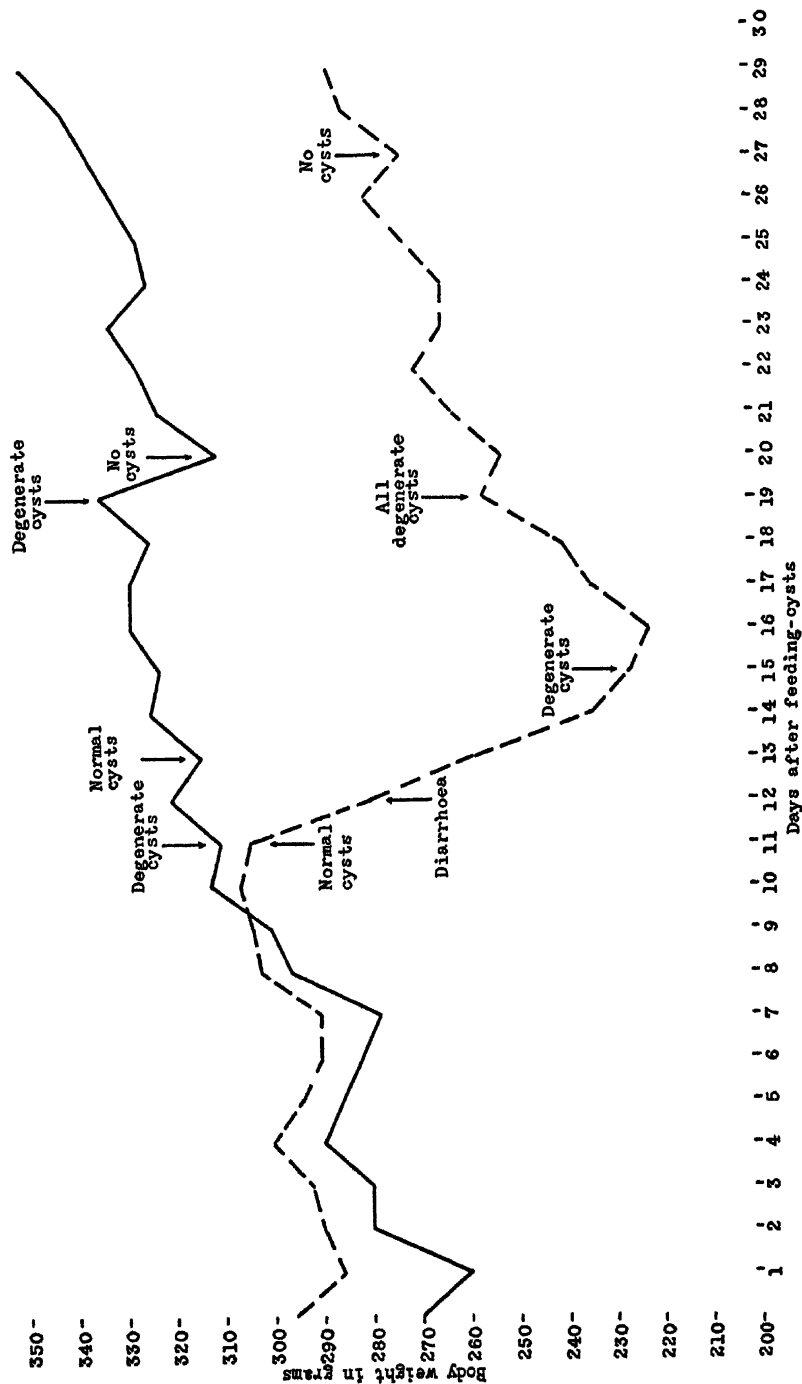 Body weight in grams
350-
340-
330-
320-
310-
300-
290-
280-
270-
260-
250-
240-
230-
220-
210-
200-
Degenerate
cysts
No
cysts
Normal
cysts
Degenerate
cysts
Normal
cysts
Diarrhoea
Degenerate
cysts
All
degenerate
cysts
No
cysts
1
2
3
4
5
6
7
8
9
10
11
12
13
14
15
16
17
18
19
20
21
22
23
24
25
26
27
28
29
30
Days after feeding-cysts